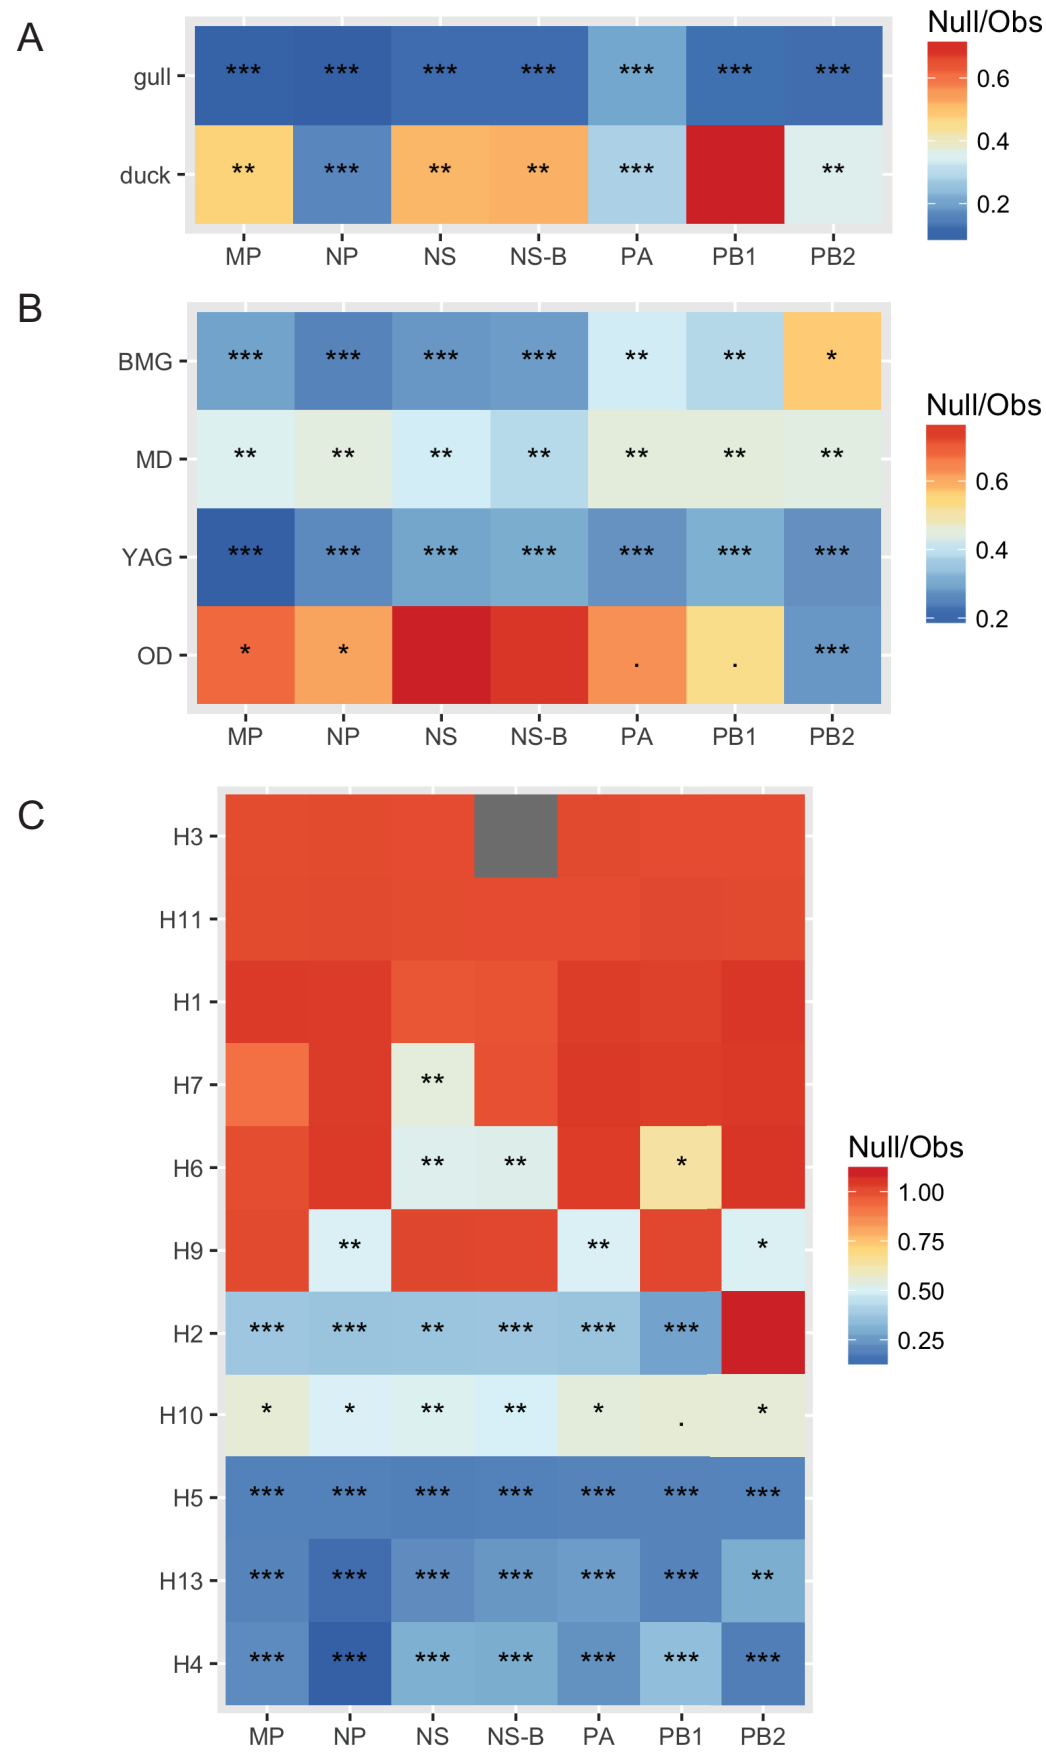 A
Null/Obs
gull *** *** *** *** *** *** ***
0.6
0.4
duck ** *** ** ** *** **
0.2
MP NP NS NS-B PA PB1 PB2
B
BMG *** *** *** *** ** ** *
Null/Obs
MD ** ** ** ** ** ** **
0.6
YAG *** *** *** *** *** *** ***
0.4
0.2
OD * * . . ***
MP NP NS NS-B PA PB1 PB2
C
H3
H11
H1
H7 **
Null/Obs
H6 ** ** *
1.00
H9 ** ** *
0.75
0.50
H2 *** *** ** *** *** ***
0.25
H10 * * ** ** * . *
H5 *** *** *** *** *** *** ***
H13 *** *** *** *** *** *** **
H4 *** *** *** *** *** *** ***
MP NP NS NS-B PA PB1 PB2